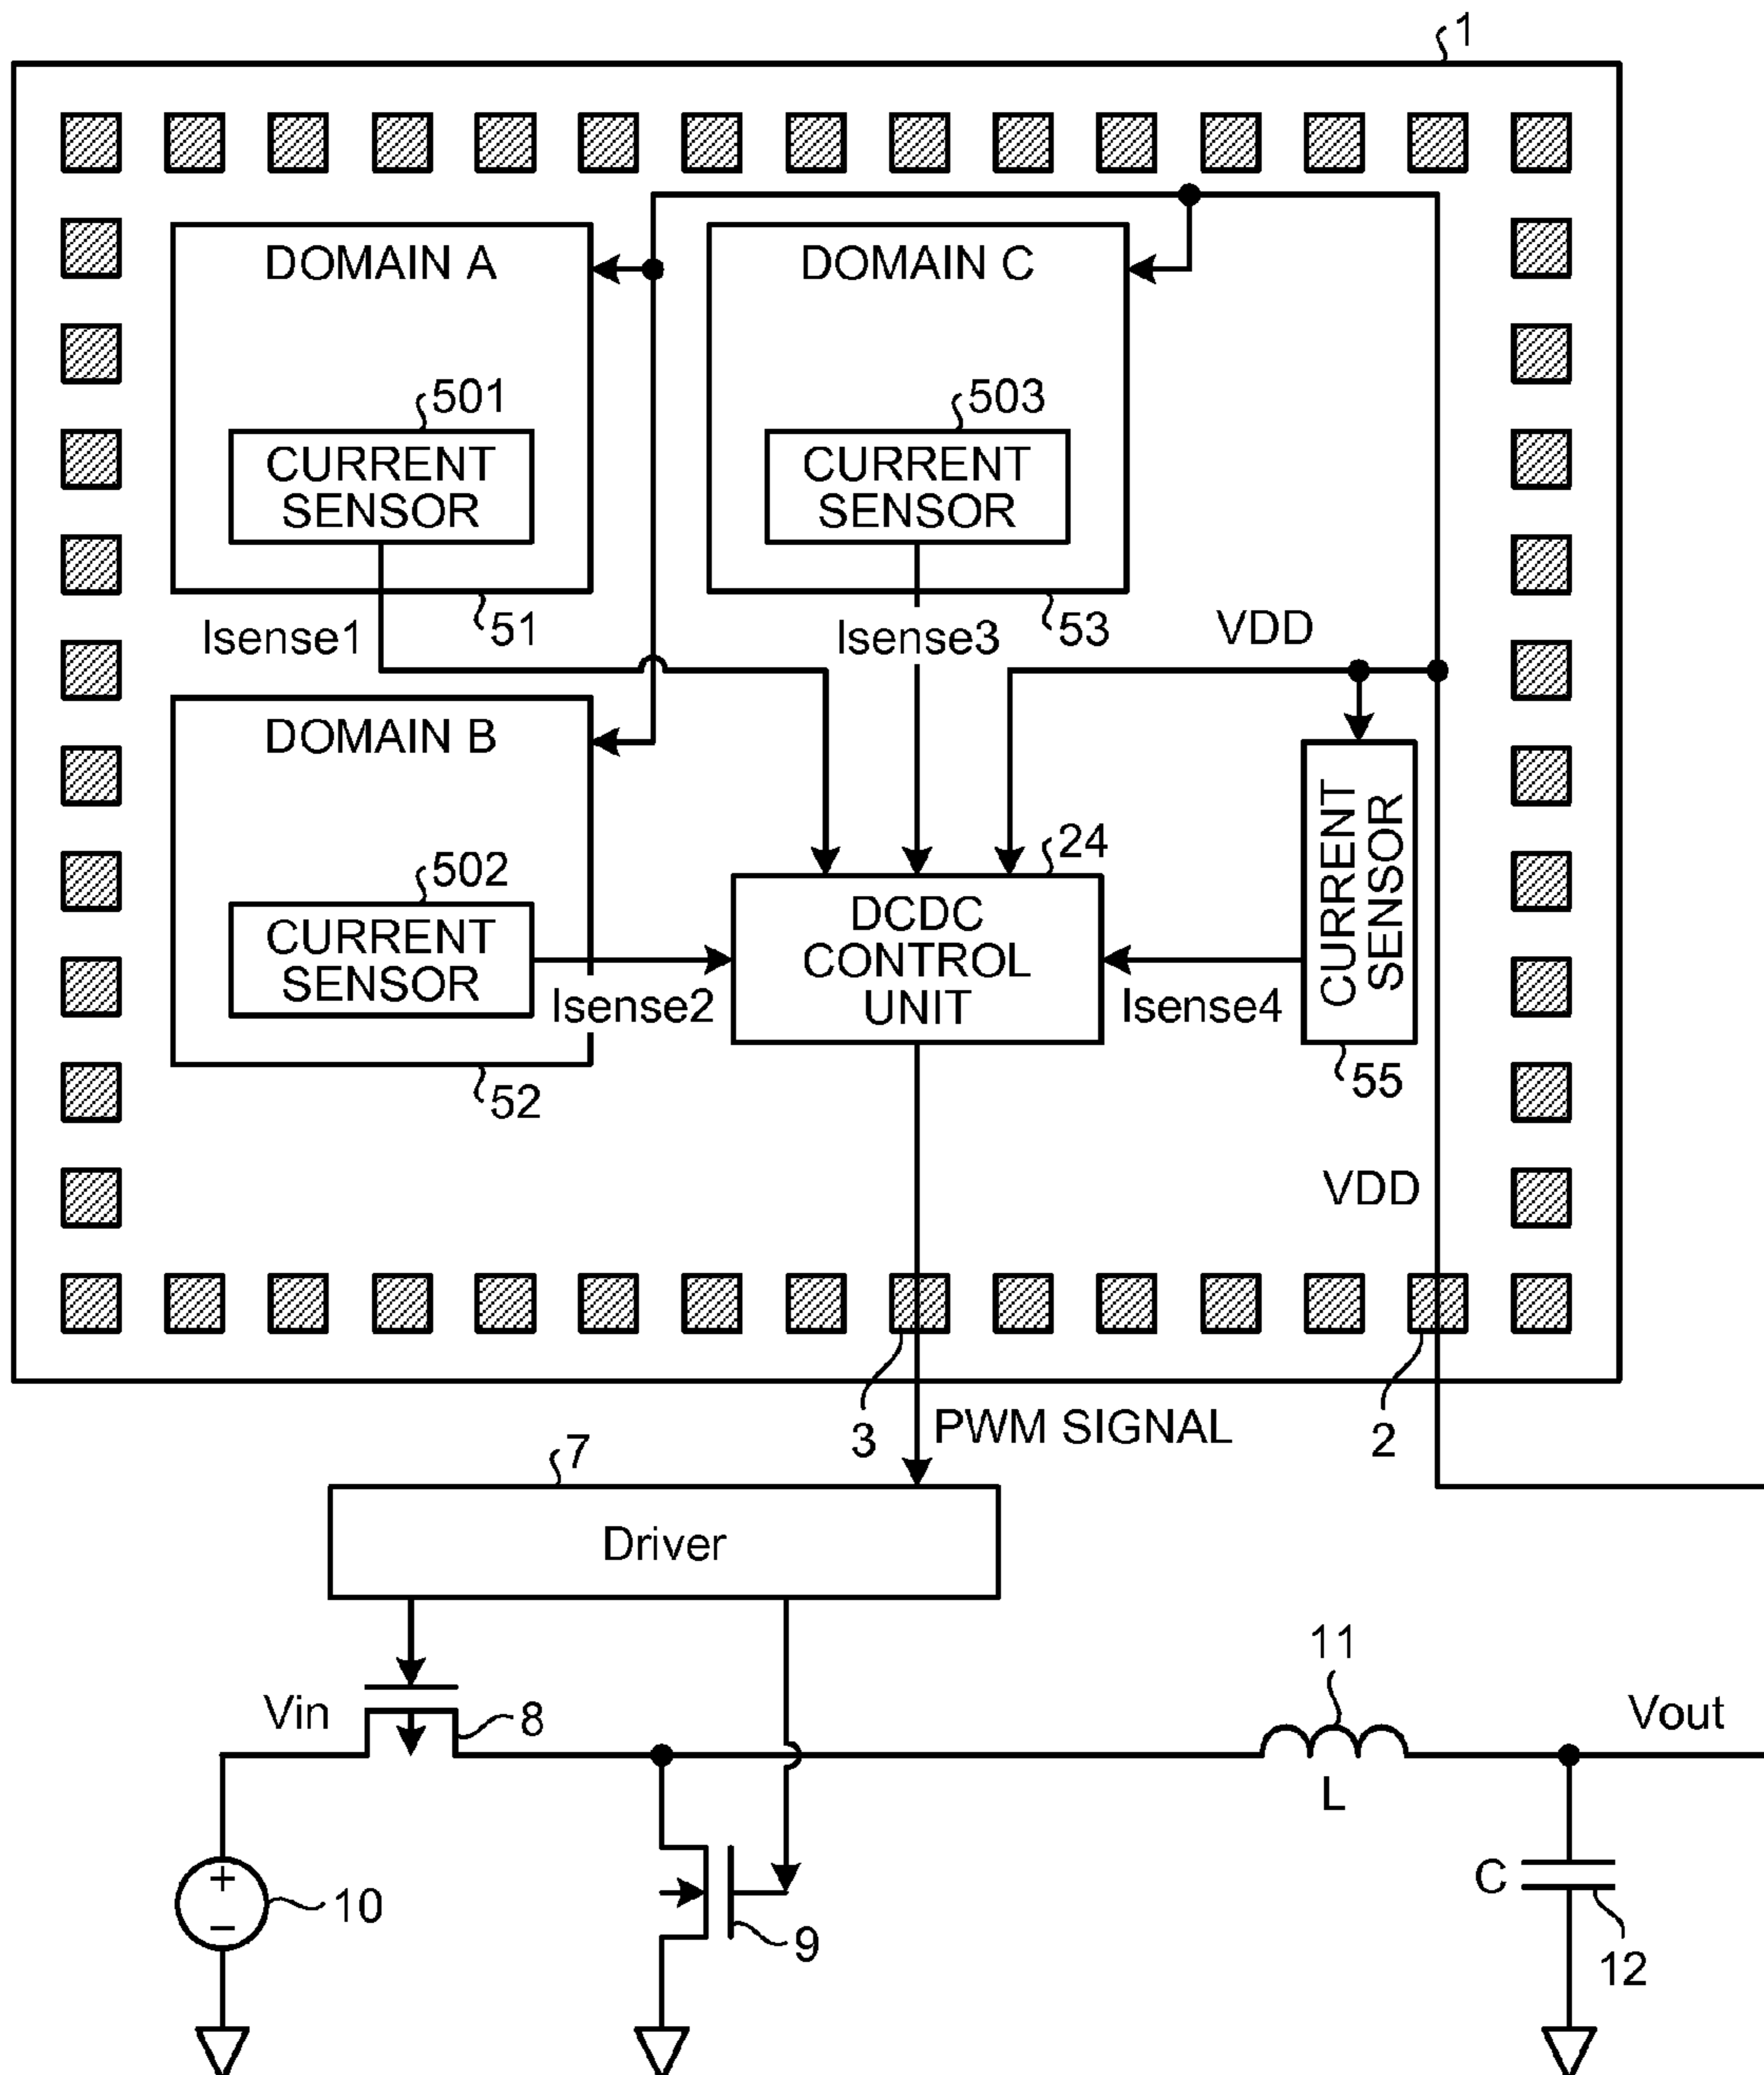 1
DOMAIN A
DOMAIN C
501
CURRENT
SENSOR
503
CURRENT
SENSOR
51
53
Isense1
Isense3
VDD
DOMAIN B
CURRENT
SENSOR
24
502
CURRENT
SENSOR
DCDC
CONTROL
UNIT
Isense2
Isense4
55
52
VDD
3
PWM SIGNAL
2
7
Driver
11
Vin
8
Vout
L
+
−
10
9
C
12